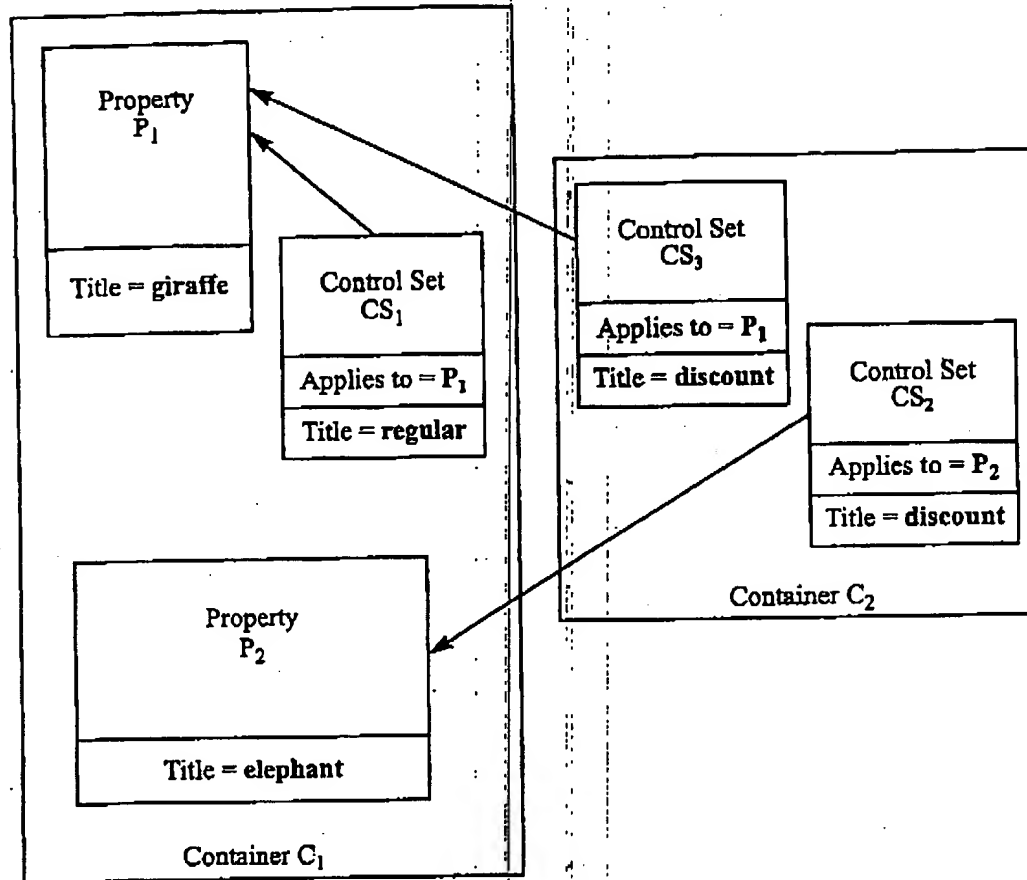 Property
P₁
Title = giraffe
Control Set
CS₁
Applies to = P₁
Title = regular
Property
P₂
Title = elephant
Container C₁
Control Set
CS₃
Applies to = P₁
Title = discount
Control Set
CS₂
Applies to = P₂
Title = discount
Container C₂